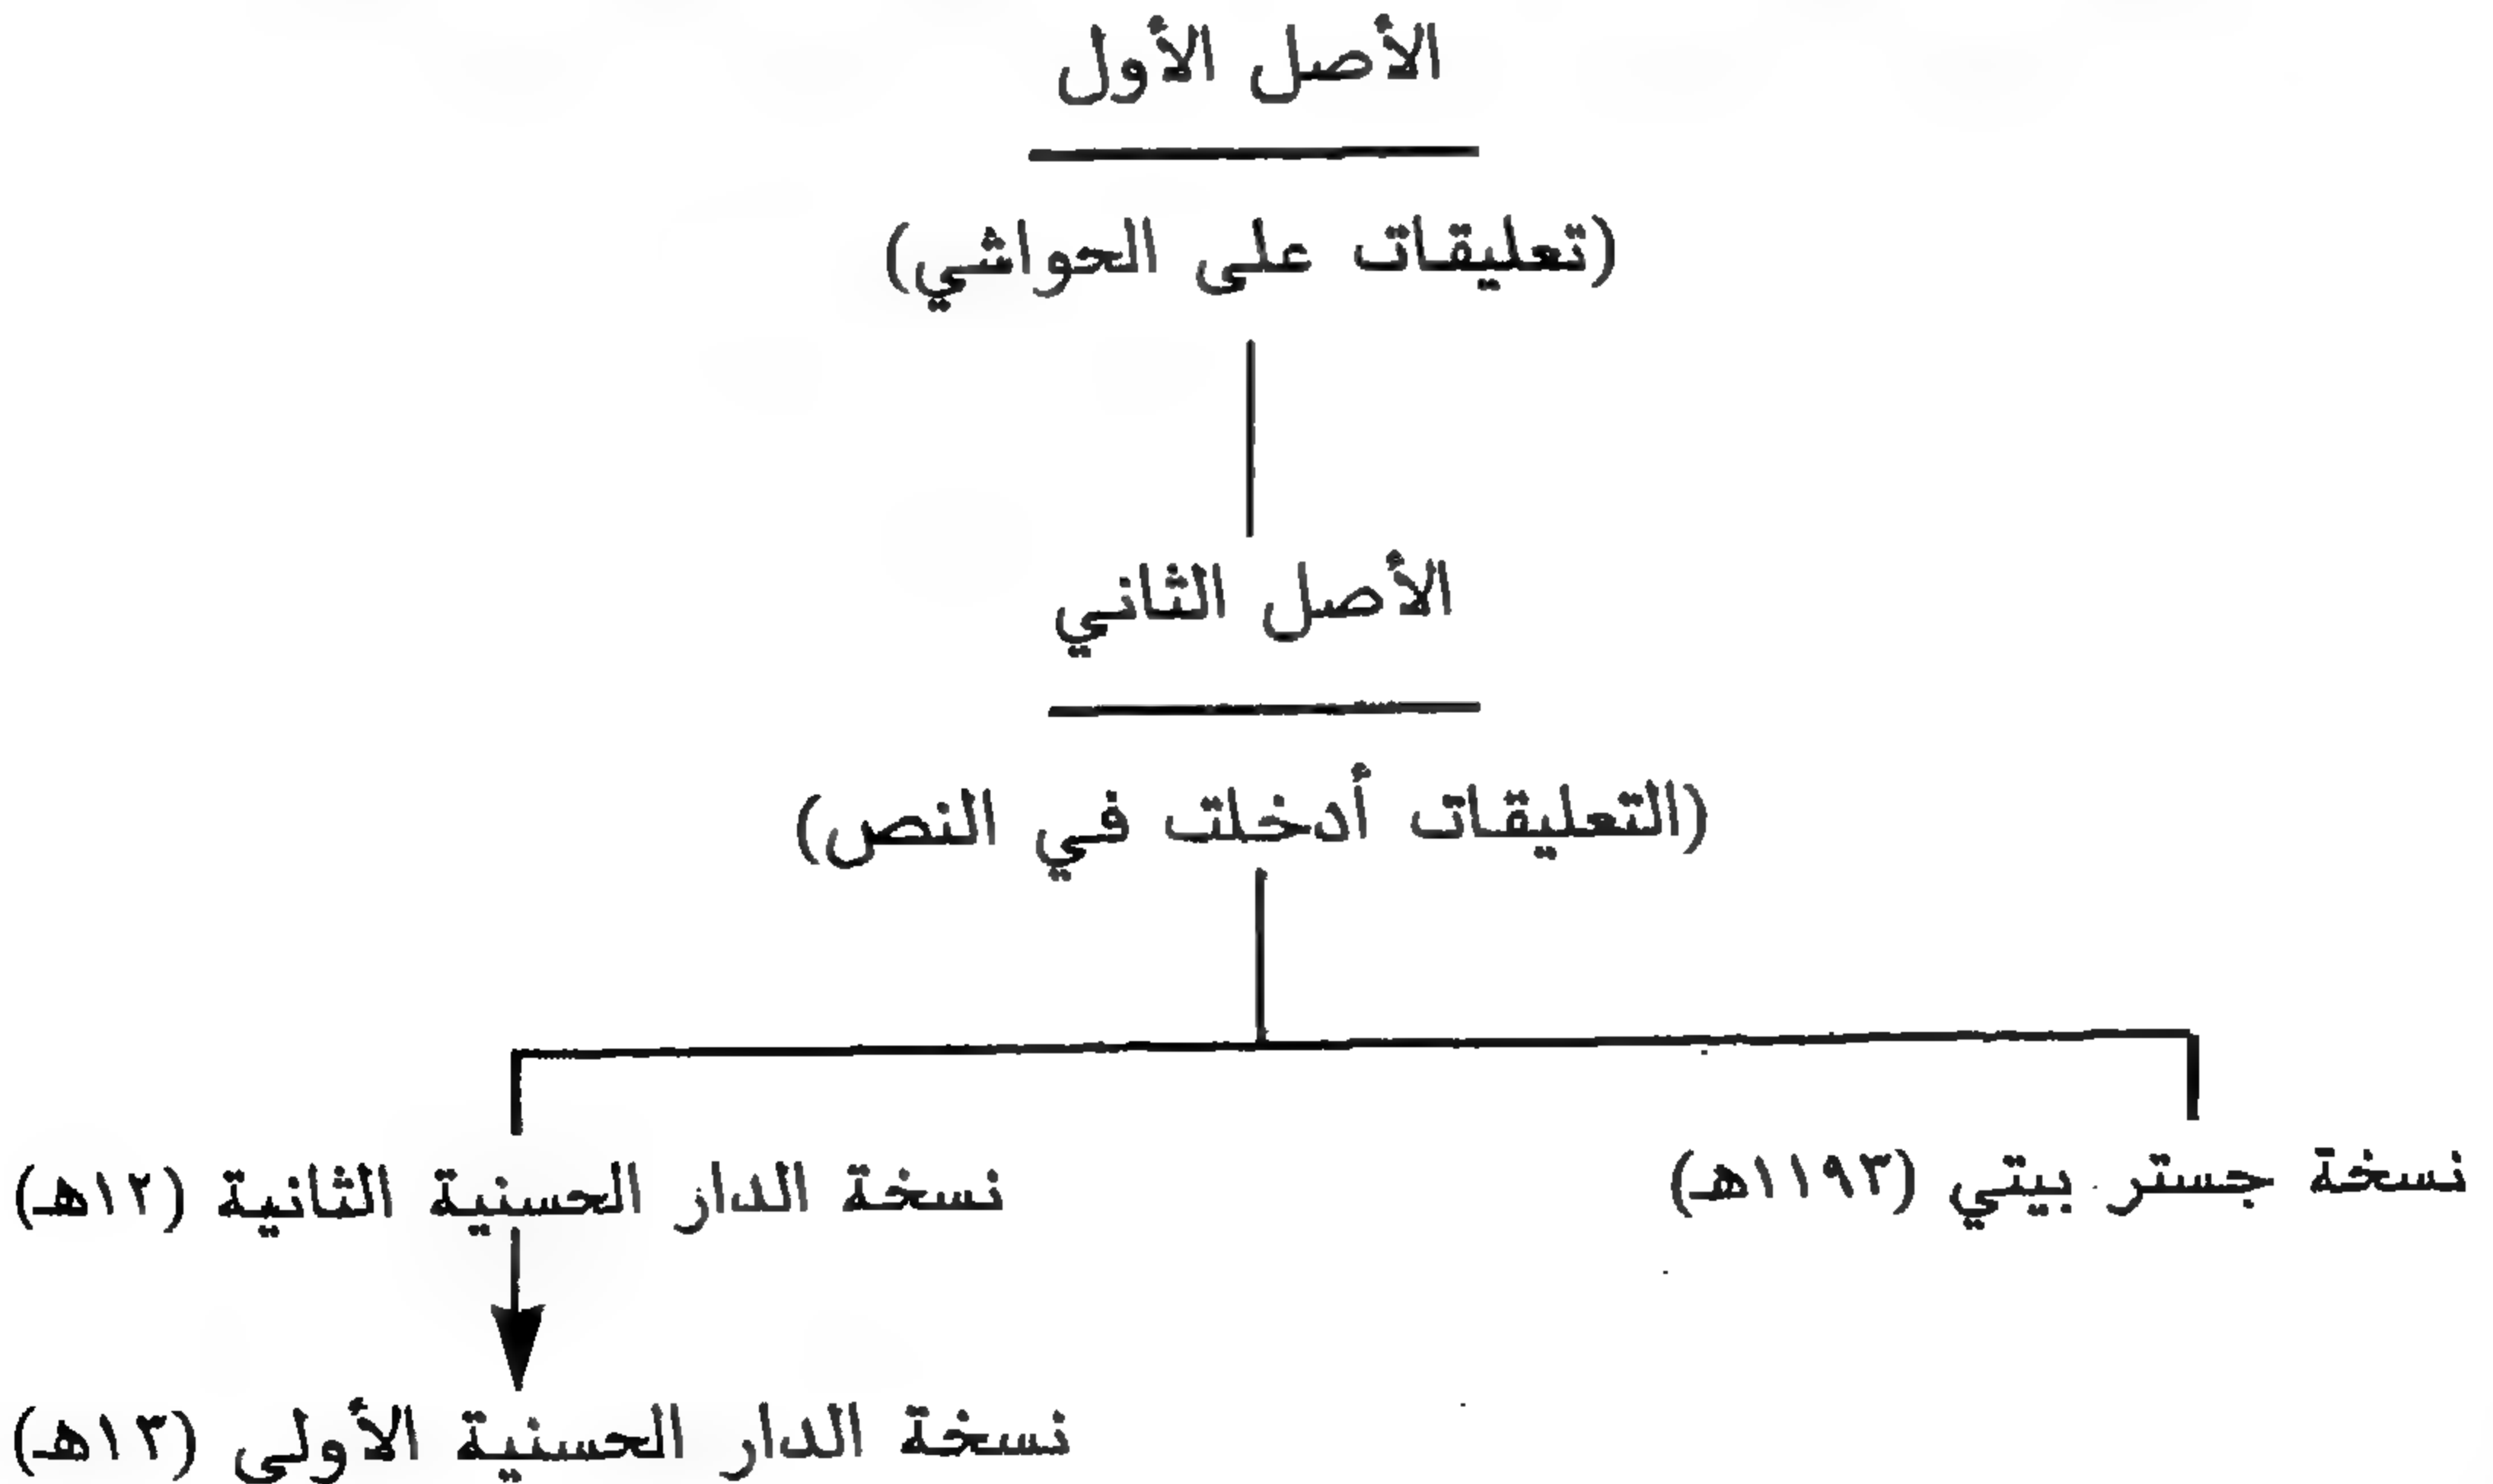 الأصل الأول
(تعليقات على الحواشي)
الأصل الثاني
(التعليقات أدخلت في النص)
نسخة جستر بيتي (١١٩٣هـ)
نسخة الدار الحسنية الثانية (١٢هـ)
نسخة الدار الحسنية الأولى (١٣هـ)